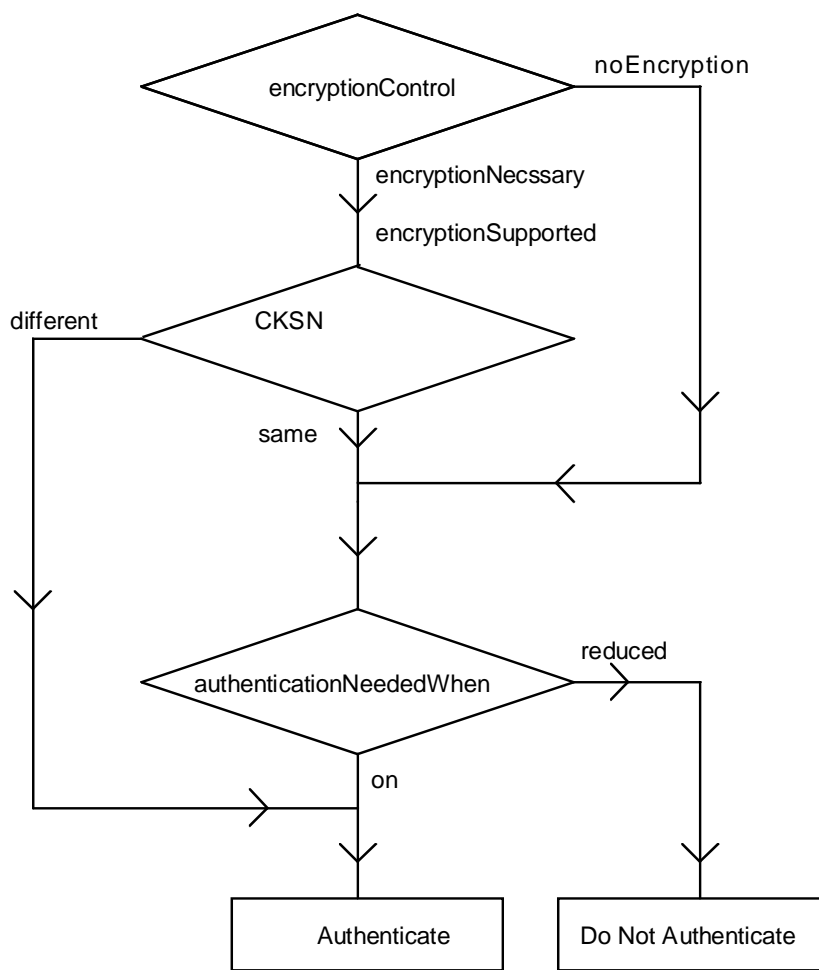 noEncryption
encryptionControl
encryptionNecssary
encryptionSupported
different
CKSN
same
reduced
authenticationNeededWhen
on
Authenticate
Do Not Authenticate